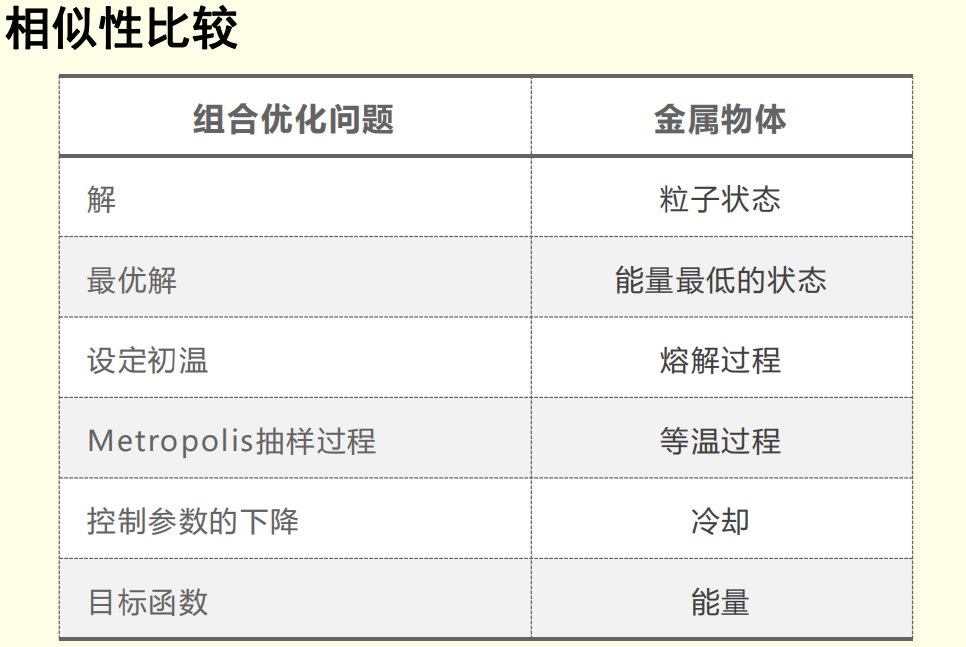 相似性比较
组合优化问题 金属物体
解 粒子状态
最优解 能量最低的状态
设定初温 熔解过程
Metropolis抽样过程 等温过程
控制参数的下降 冷却
目标函数 能量